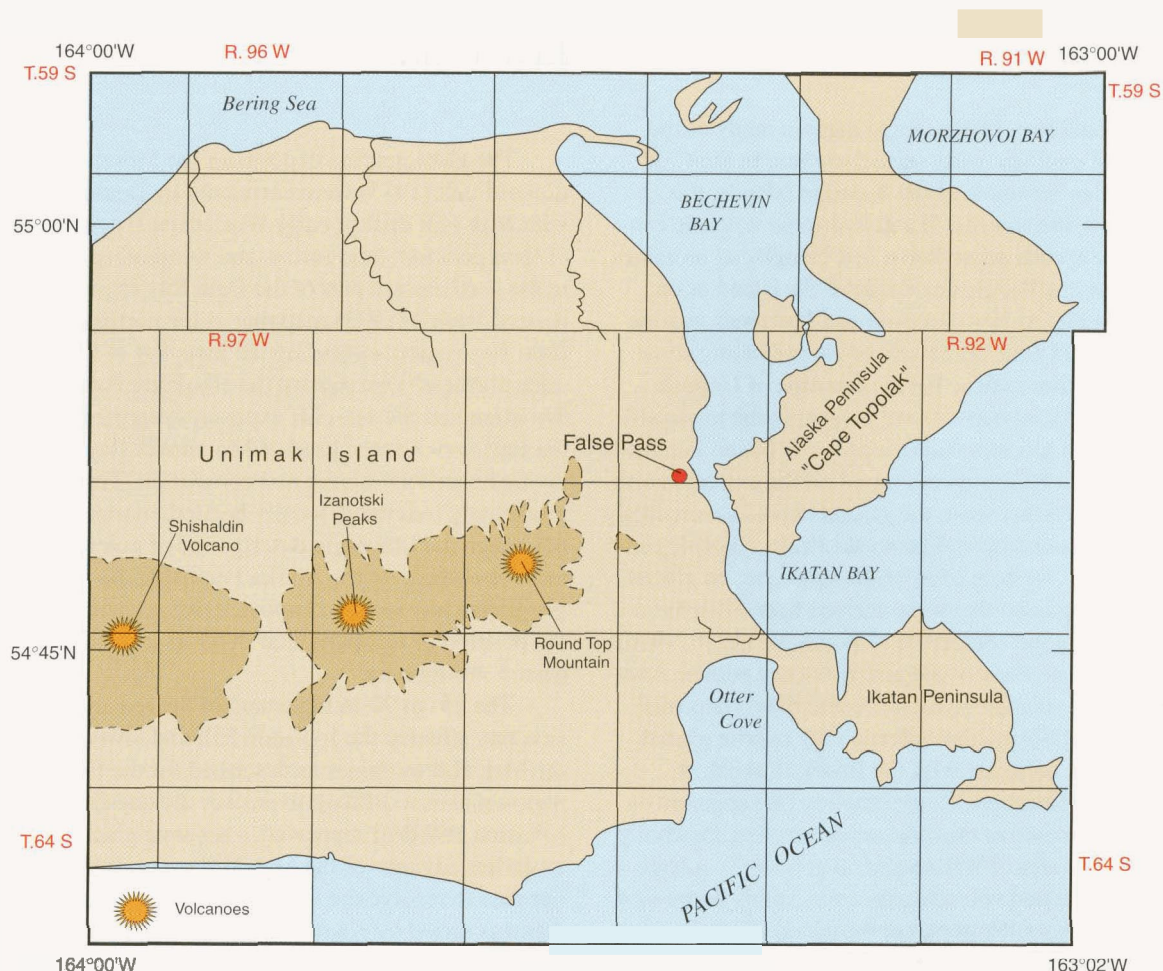 164°00'W
R. 96 W
R. 91 W
163°00'W
T.59 S
T.59 S
Bering Sea
MORZHOVOI BAY
BECHEVIN
BAY
55°00'N
R.97 W
R.92 W
Alaska Peninsula
"Cape Topolak"
False Pass
Unimak Island
Izanotski
Peaks
Shishaldin
Volcano
IKATAN BAY
Round Top
Mountain
54°45'N
Otter
Cove
Ikatan Peninsula
PACIFIC OCEAN
T.64 S
T.64 S
Volcanoes
164°00'W
163°02'W